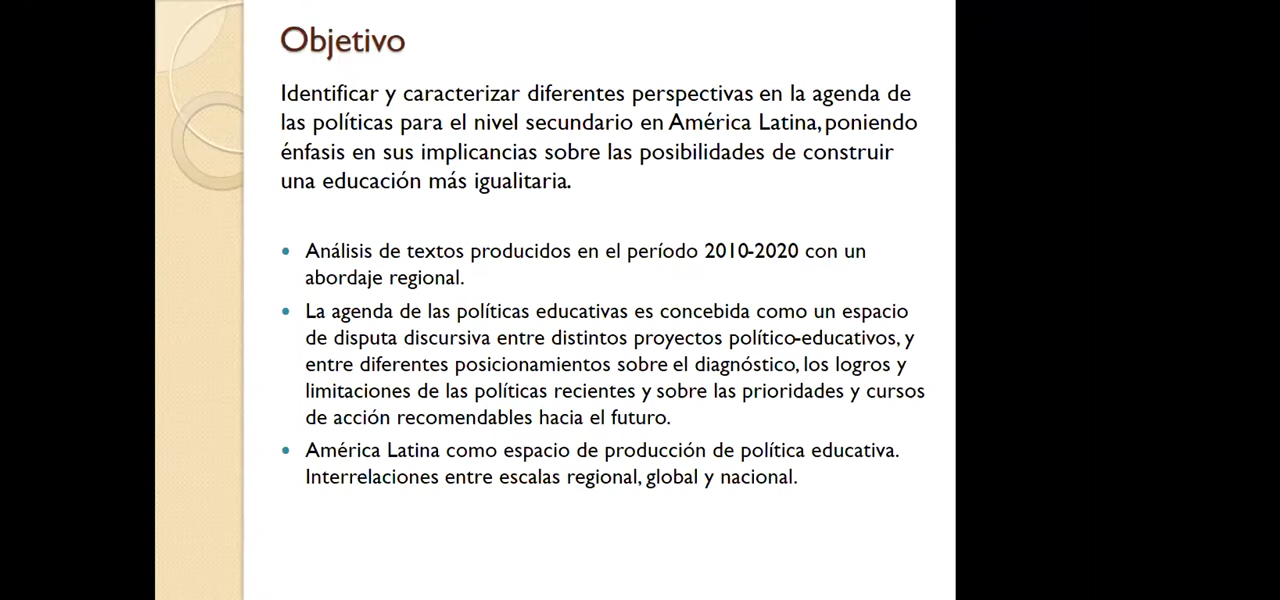 Objetivo
Identificar y caracterizar diferentes perspectivas en la agenda de
las políticas para el nivel secundario en América Latina, poniendo
énfasis en sus implicancias sobre las posibilidades de construir
una educación más igualitaria.
• Análisis de textos producidos en el período 2010-2020 con un
abordaje regional.
• La agenda de las políticas educativas es concebida como un espacio
de disputa discursiva entre distintos proyectos político-educativos, y
entre diferentes posicionamientos sobre el diagnóstico, los logros y
limitaciones de las políticas recientes y sobre las prioridades y cursos
de acción recomendables hacia el futuro.
• América Latina como espacio de producción de política educativa.
Interrelaciones entre escalas regional, global y nacional.